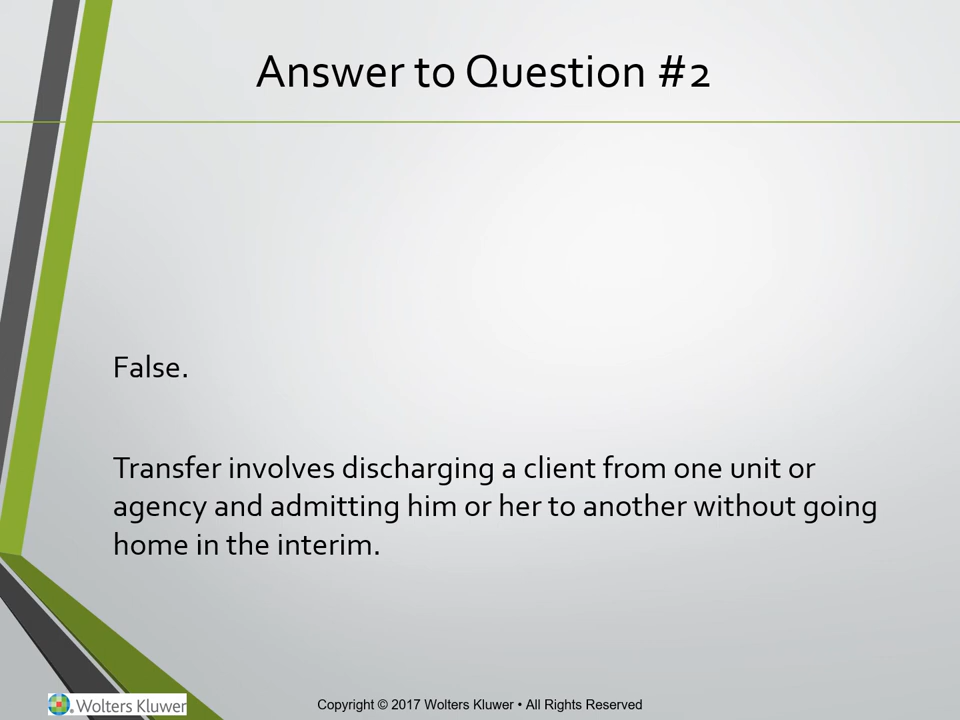 Answer to Question #2
False.
Transfer involves discharging a client from one unit or
agency and admitting him or her to another without going
home in the interim.
Wolters Kluwer
Copyright © 2017 Wolters Kluwer • All Rights Reserved